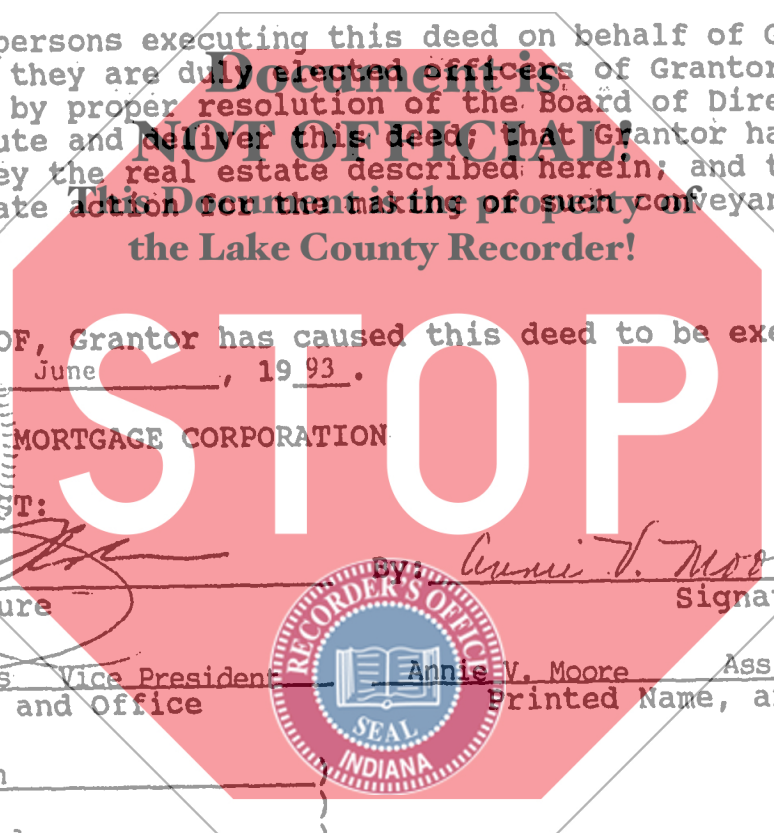 persons executing this deed on behalf of G
Document is
they are duly elected officers of Grantor
by proper resolution of the Board of Dire
ute and deliver this deed; that Grantor ha
NOT OFFICIAL!
ey the real estate described herein; and t
This Document is the property of
ate action for the making of such conveyan
the Lake County Recorder!
OF, Grantor has caused this deed to be exe
June , 19 93 .
STOP
MORTGAGE CORPORATION
ST:
By: Annie V. Moo
ure Signa
RECORDER'S OFFIC
s Vice President Annie V. Moore Ass
and Office Printed Name, a
SEAL
INDIANA